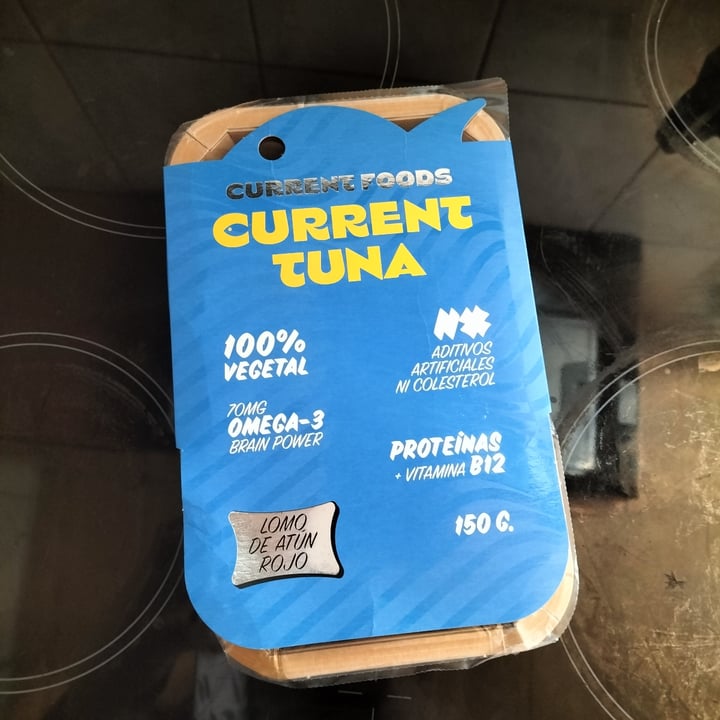 CURRENT FOODS
CURRENT
TUNA
100%
VEGETAL
70MG
OMEGA-3
BRAIN POWER
NX
ADITIVOS
ARTIFICIALES
NI COLESTEROL
PROTEÍNAS
+ VITAMINA B12
150 G.
LOMO
DE ATÚN
ROJO